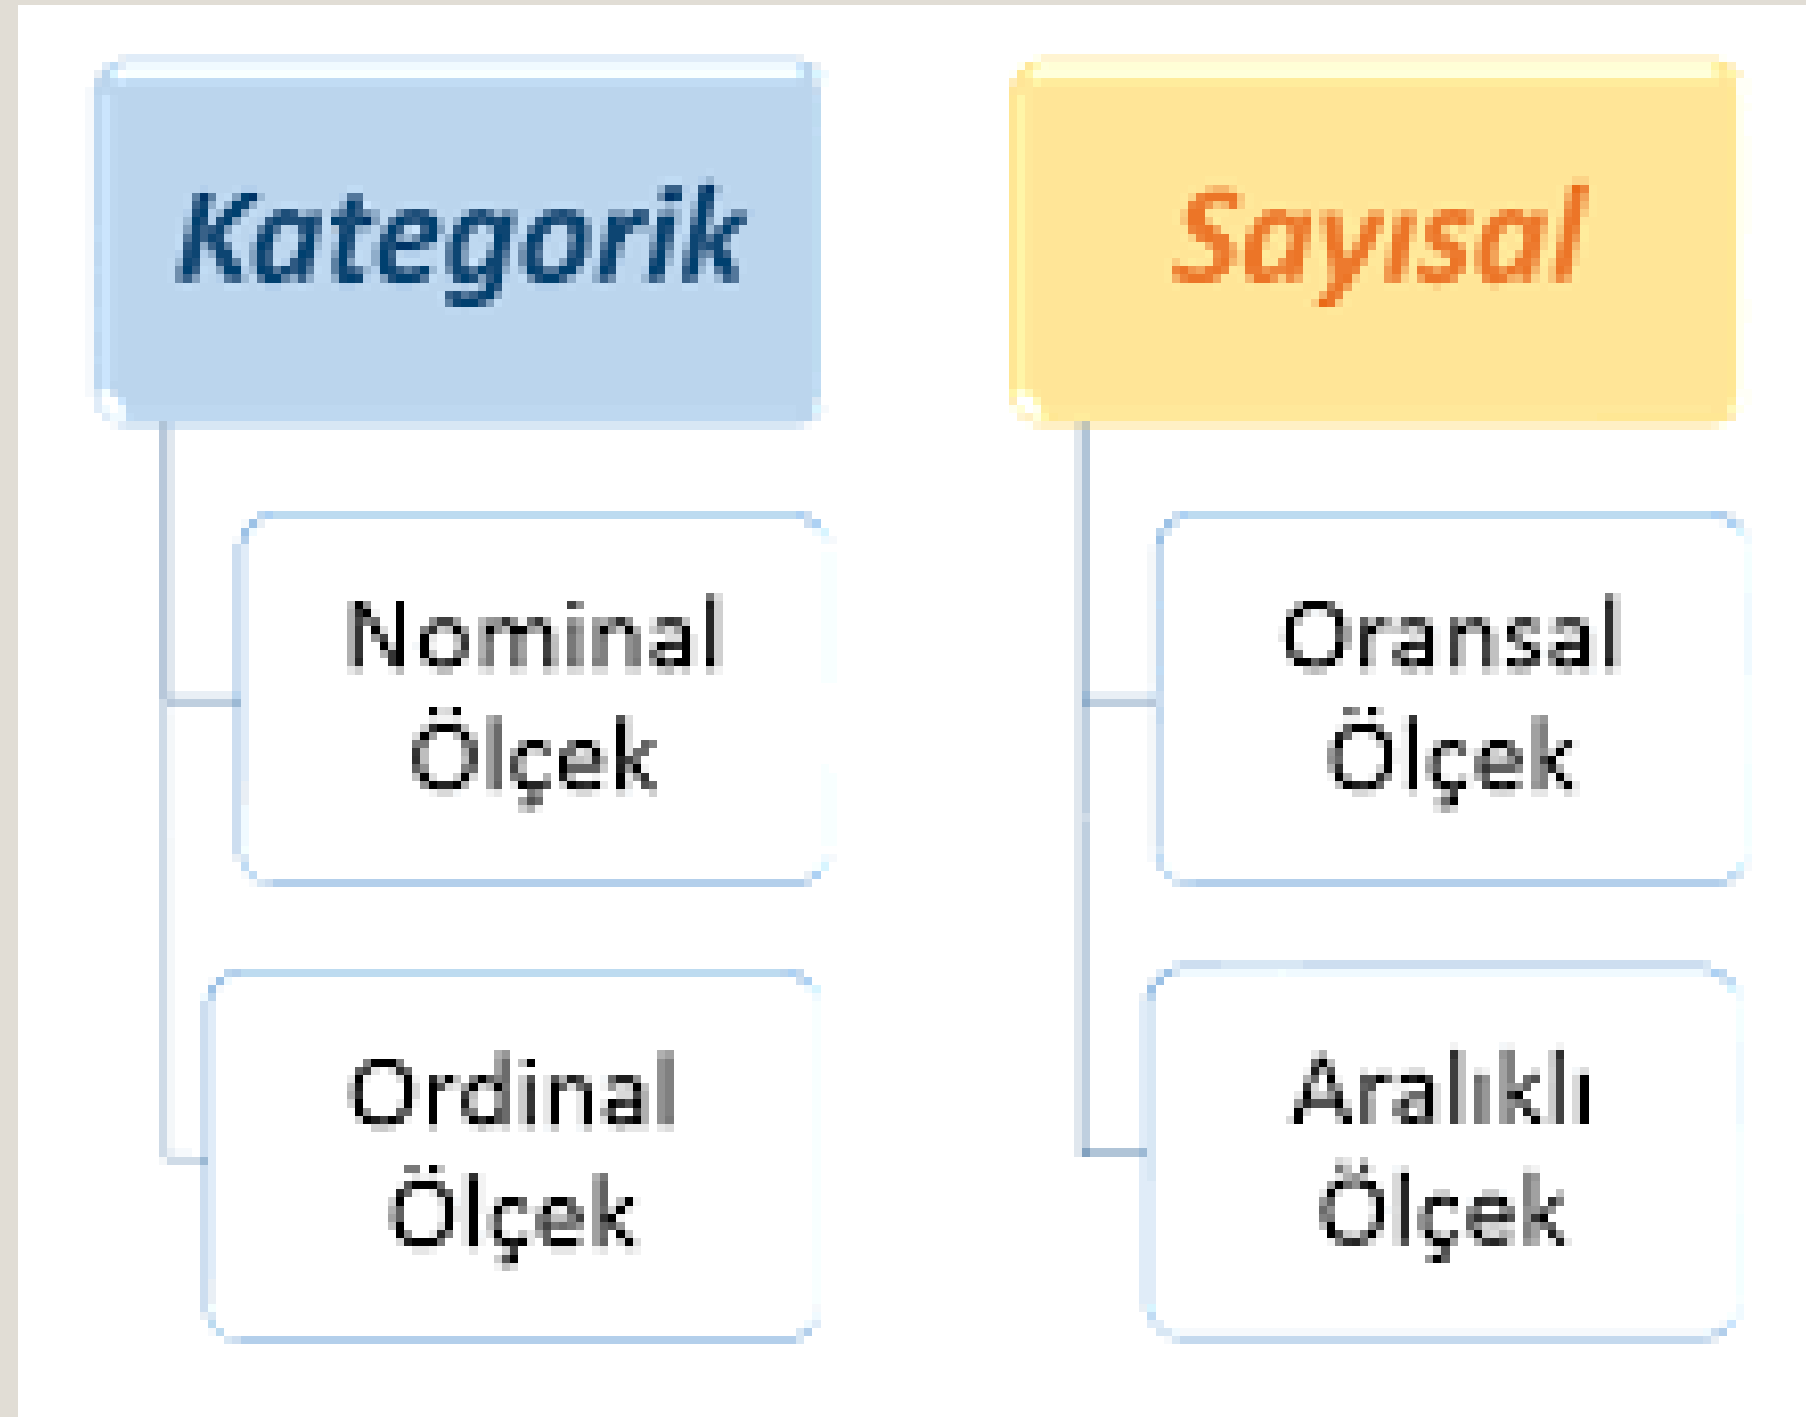 Kategorik
Nominal
Ölçek
Ordinal
Ölçek
Sayısal
Oransal
Ölçek
Aralıklı
Ölçek